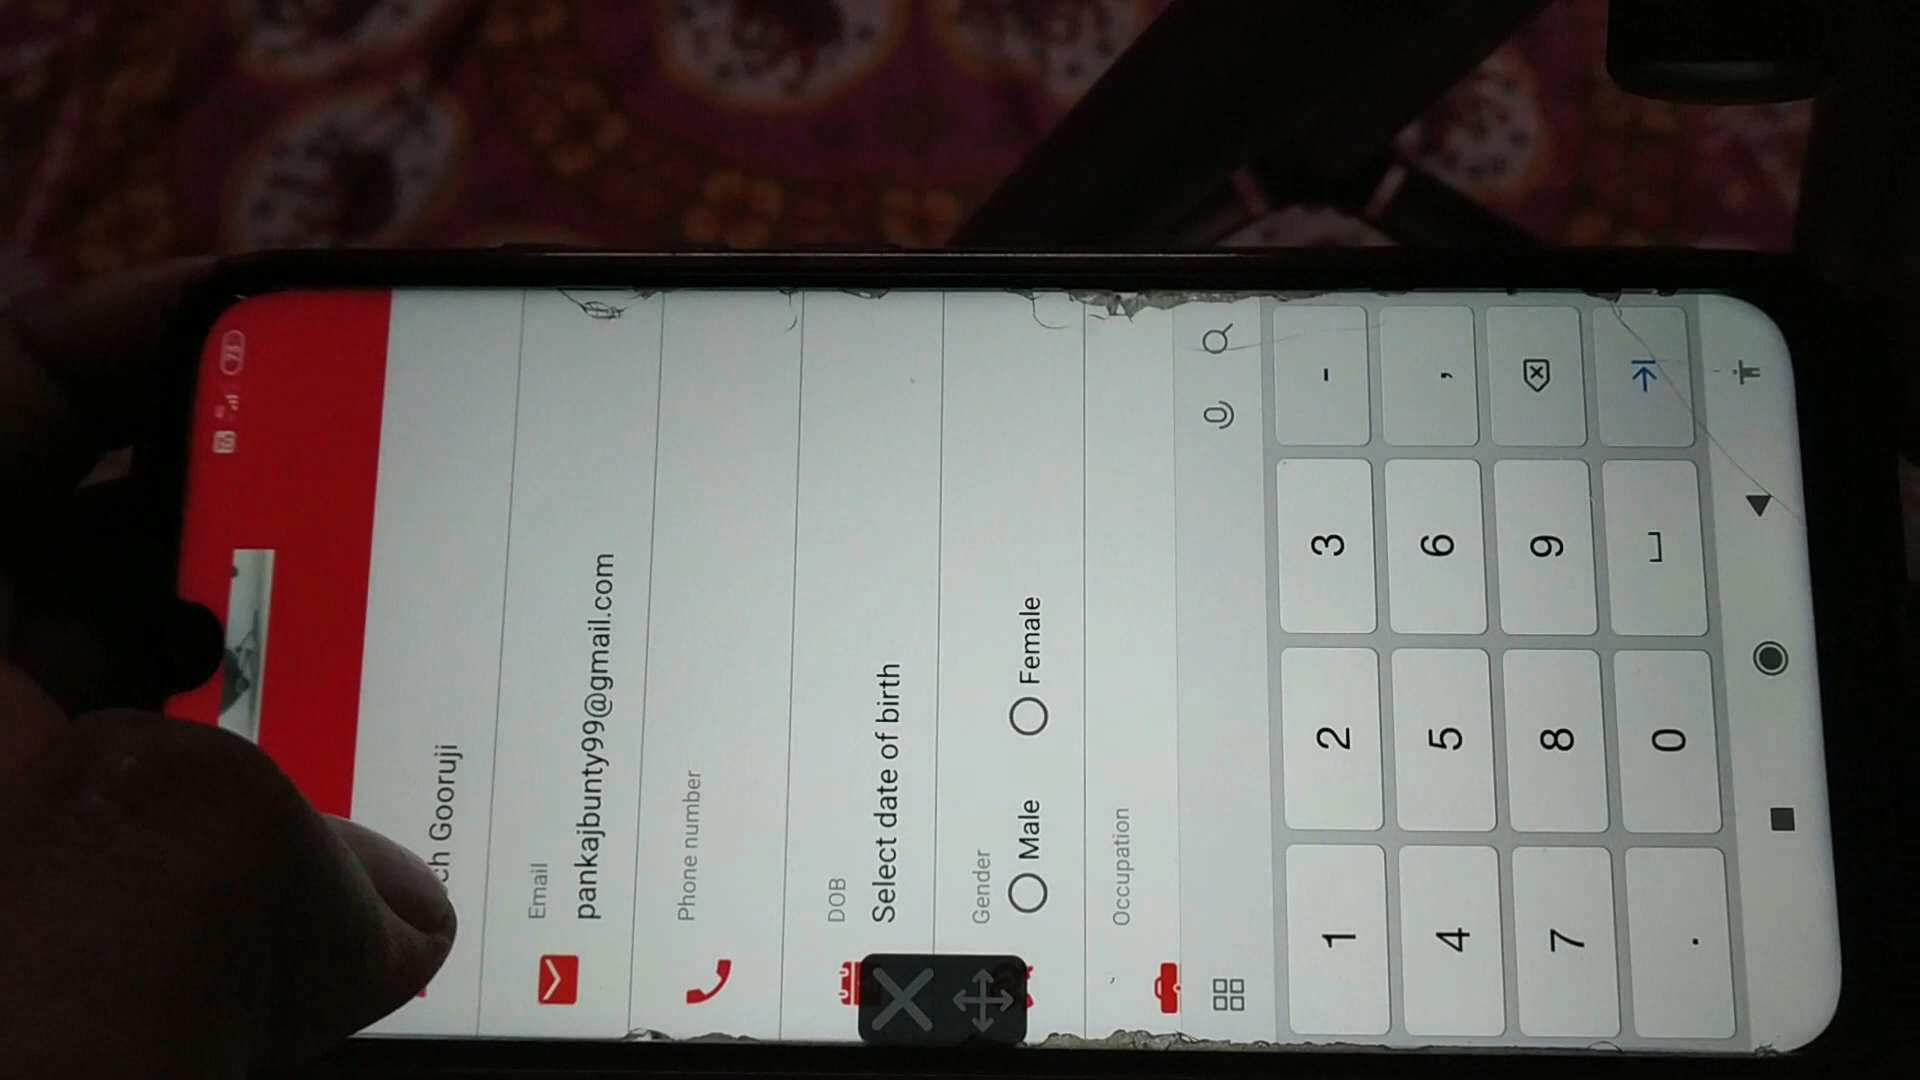 74
ch Gooruji
Email
pankajbunty99@gmail.com
Phone number
DOB
Select date of birth
Gender
Male
Female
Occupation
1 2 3 -
4 5 6 ,
7 8 9
. 0